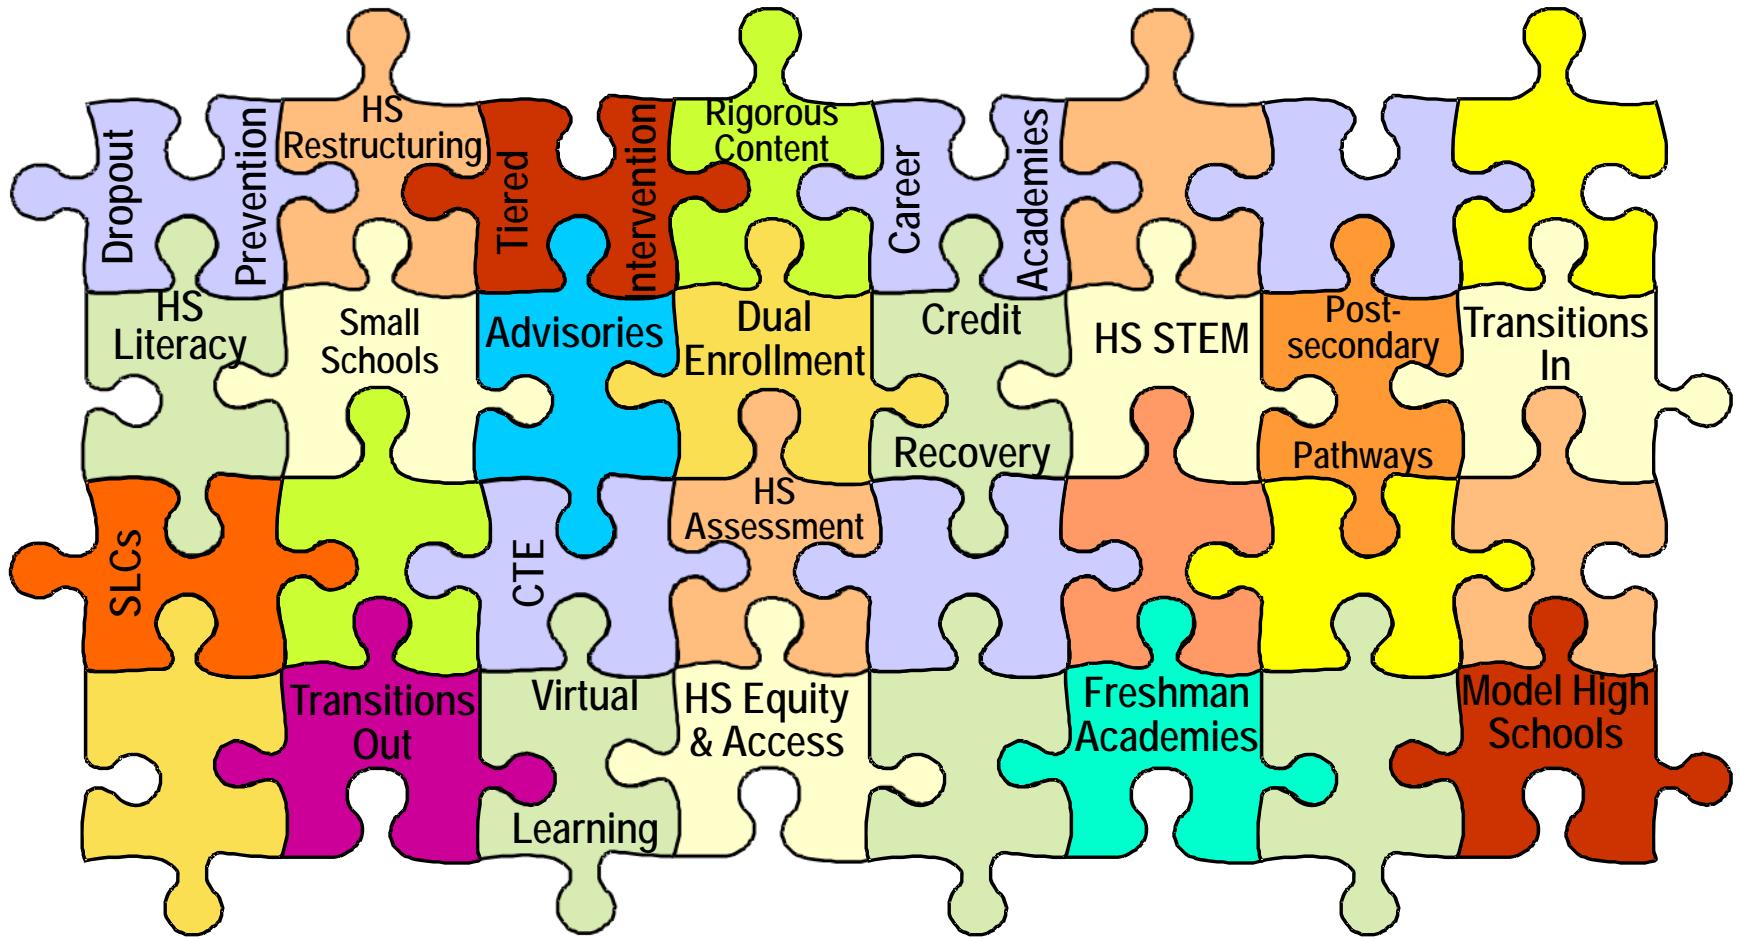 Dropout
Prevention
HS
Restructuring
Tiered
Intervention
Rigorous
Content
Career
Academies
HS
Literacy
Small
Schools
Advisories
Dual
Enrollment
Credit
Recovery
HS STEM
Post-
secondary
Pathways
Transitions
In
SLCs
CTE
HS
Assessment
Transitions
Out
Virtual
Learning
HS Equity
& Access
Freshman
Academies
Model High
Schools